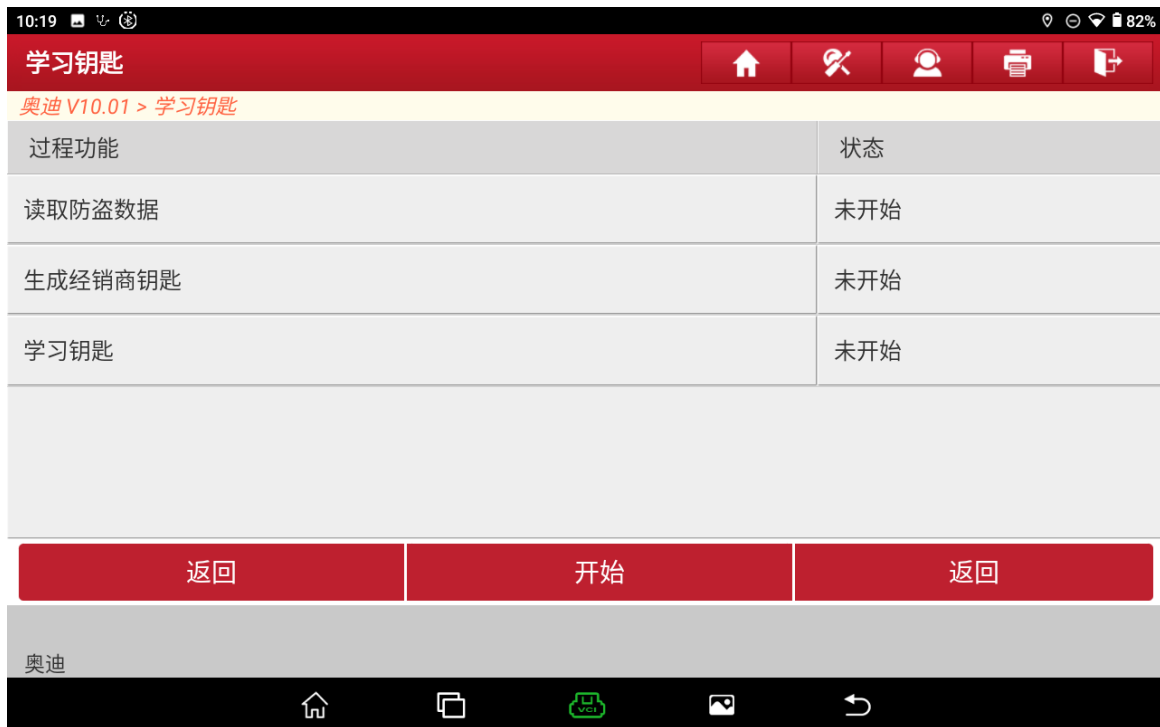 10:19 82%
学习钥匙
奥迪 V10.01 > 学习钥匙
过程功能 状态
读取防盗数据 未开始
生成经销商钥匙 未开始
学习钥匙 未开始
返回 开始 返回
奥迪
VCI